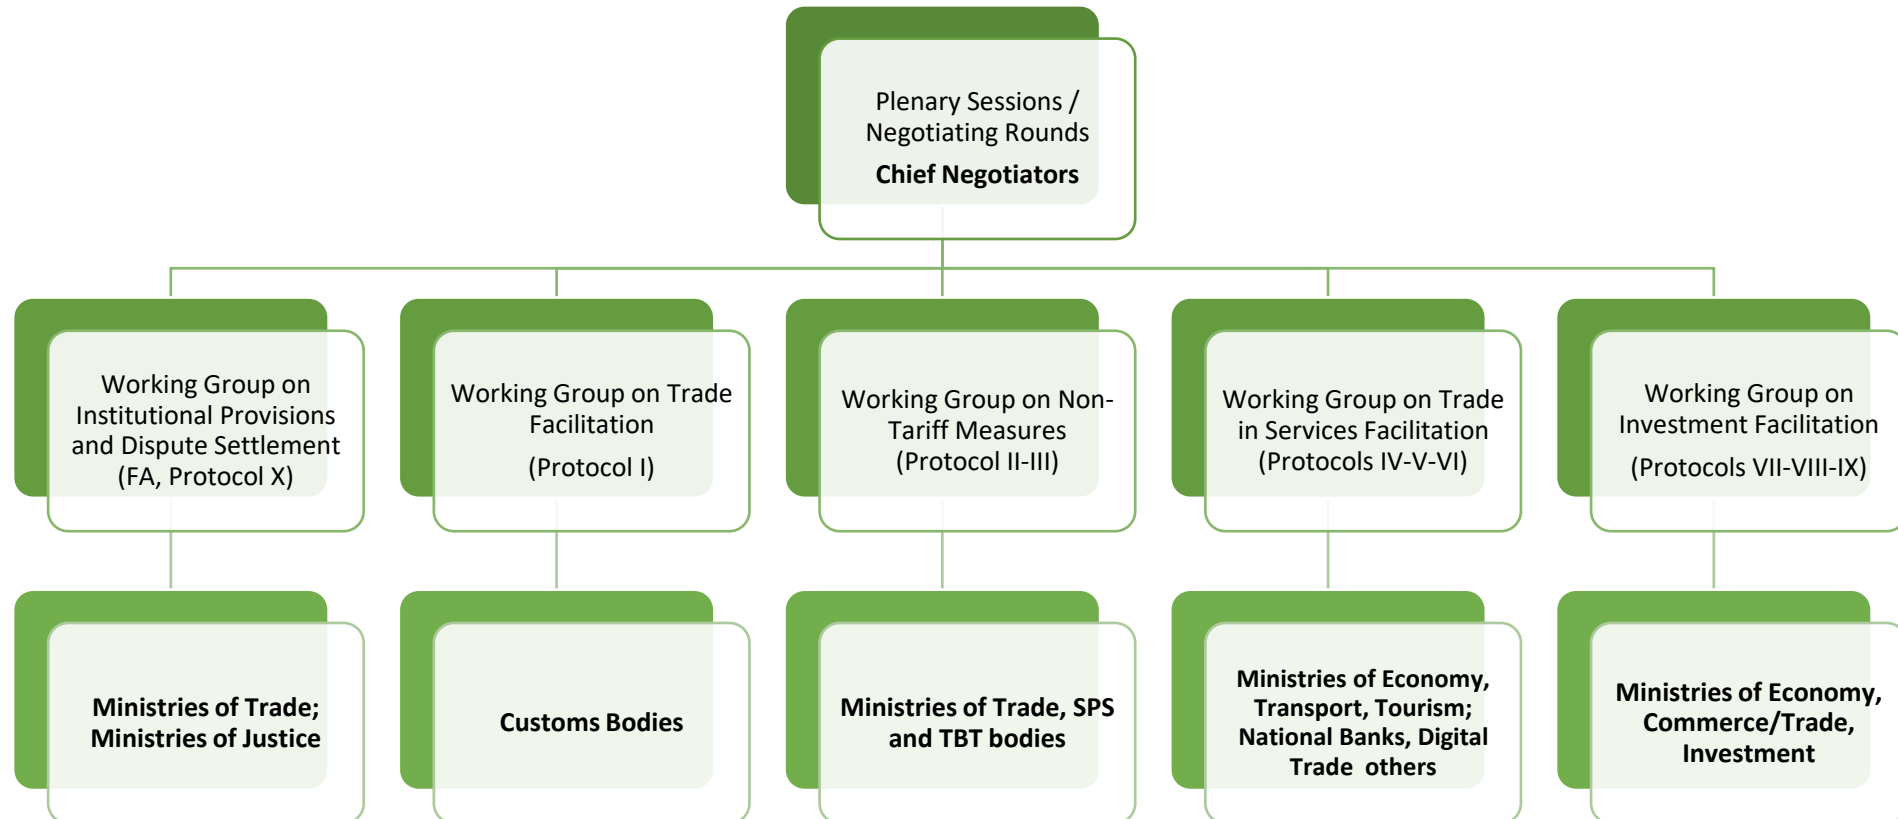 Plenary Sessions /
Negotiating Rounds
Chief Negotiators
Working Group on
Institutional Provisions
and Dispute Settlement
(FA, Protocol X)
Working Group on Trade
Facilitation
(Protocol I)
Working Group on Non-
Tariff Measures
(Protocol II-III)
Working Group on Trade
in Services Facilitation
(Protocols IV-V-VI)
Working Group on
Investment Facilitation
(Protocols VII-VIII-IX)
Ministries of Trade;
Ministries of Justice
Customs Bodies
Ministries of Trade, SPS
and TBT bodies
Ministries of Economy,
Transport, Tourism;
National Banks, Digital
Trade  others
Ministries of Economy,
Commerce/Trade,
Investment